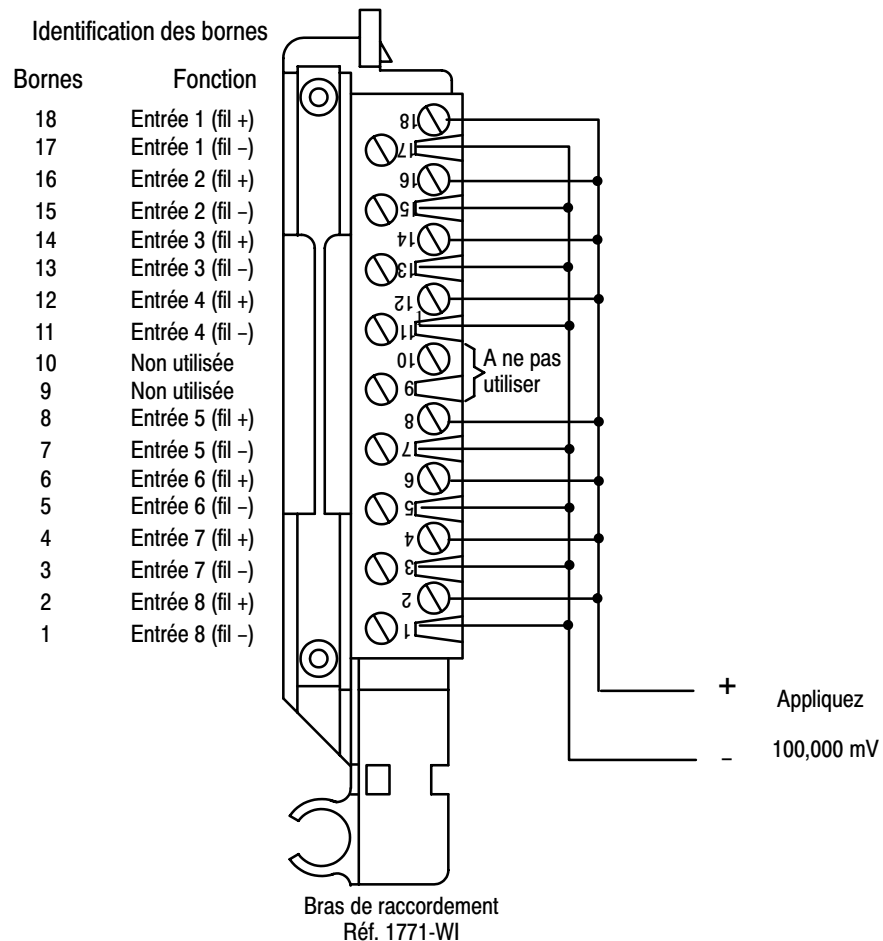 Identification des bornes
Bornes Fonction
18 Entrée 1 (fil +)
17 Entrée 1 (fil –)
16 Entrée 2 (fil +)
15 Entrée 2 (fil –)
14 Entrée 3 (fil +)
13 Entrée 3 (fil –)
12 Entrée 4 (fil +)
11 Entrée 4 (fil –)
10 Non utilisée
9 Non utilisée
8 Entrée 5 (fil +)
7 Entrée 5 (fil –)
6 Entrée 6 (fil +)
5 Entrée 6 (fil –)
4 Entrée 7 (fil +)
3 Entrée 7 (fil –)
2 Entrée 8 (fil +)
1 Entrée 8 (fil –)
18
17
16
15
14
13
12
11
10
9
8
7
6
5
4
3
2
1
A ne pas
utiliser
+
Appliquez
–
100,000 mV
Bras de raccordement
Réf. 1771-WI